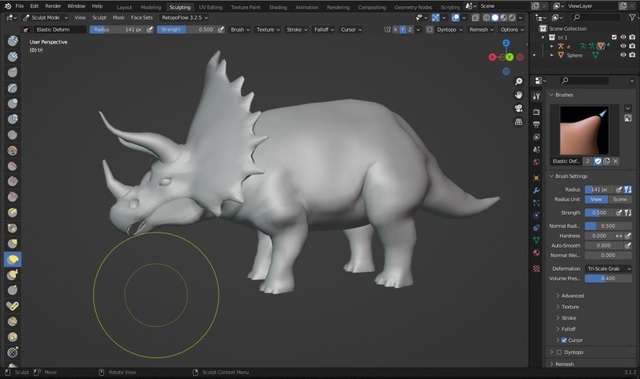 File Edit Render Window Help Layout Modeling Sculpting UV Editing Texture Paint Shading Animation Rendering Compositing Geometry Nodes Scripting Scene ViewLayer
Sculpt Mode View Sculpt Mask Face Sets RetopoFlow 3.2.5
Elastic Deform Radius 141 px Strength 0.500 Brush Texture Stroke Falloff Cursor X Y Z Dyntopo Remesh Options
User Perspective
(0) tri
Z
Y
Scene Collection
tri 1
Sphere
Brushes
Elastic Def... 2
Brush Settings
Radius 141 px
Radius Unit View Scene
Strength 0.500
Normal Radi... 0.500
Hardness 0.000
Auto-Smooth 0.000
Normal Wei... 0.000
Deformation Tri-Scale Grab
Volume Pres... 0.400
Advanced
Texture
Stroke
Falloff
Cursor
Dyntopo
Remesh
Sculpt Move Rotate View Sculpt Context Menu 3.1.2